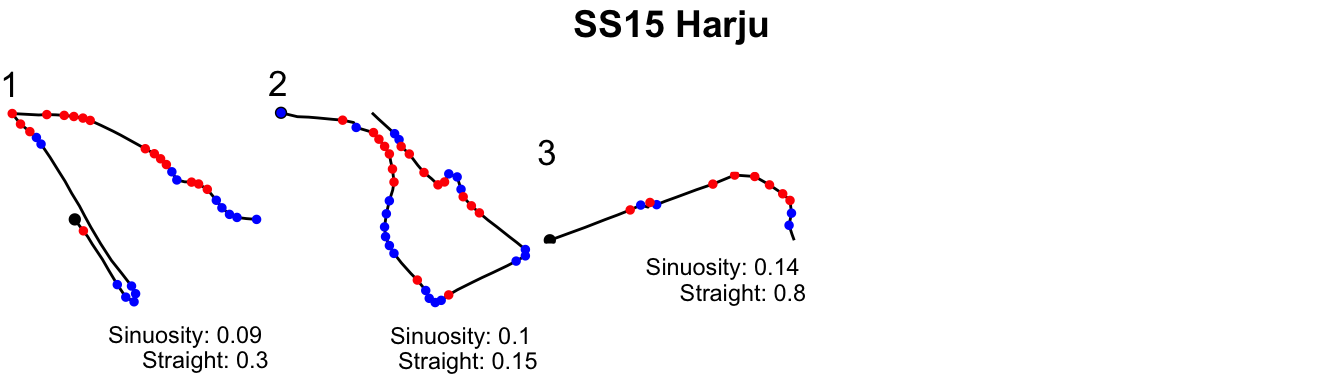 SS15 Harju
1
2
3
Sinuosity: 0.09
Straight: 0.3
Sinuosity: 0.1
Straight: 0.15
Sinuosity: 0.14
Straight: 0.8